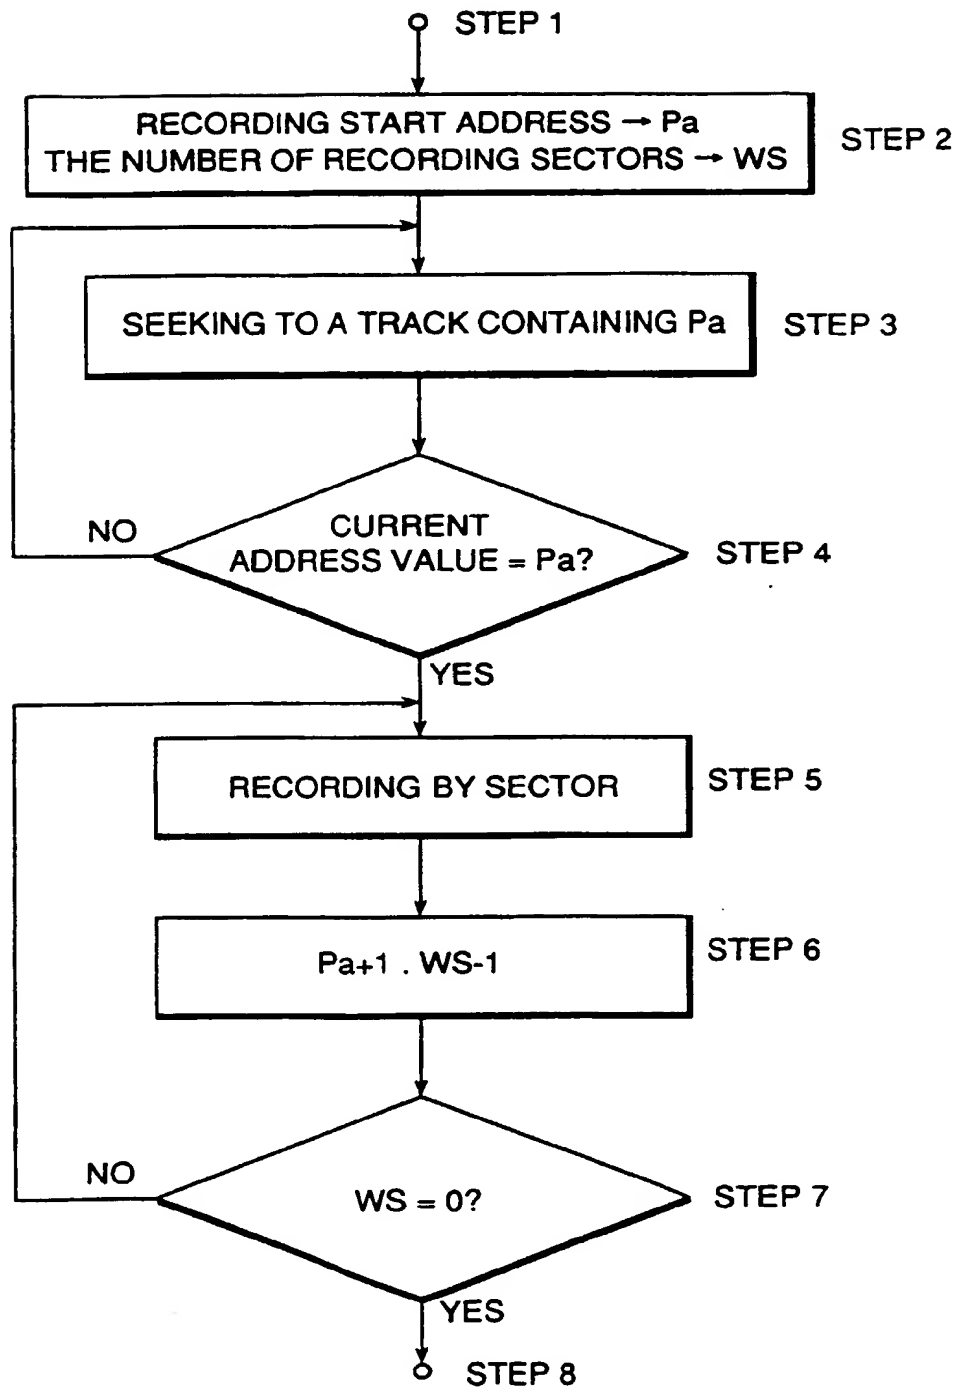 STEP 1
RECORDING START ADDRESS → Pa
THE NUMBER OF RECORDING SECTORS → WS
STEP 2
SEEKING TO A TRACK CONTAINING Pa
STEP 3
NO
CURRENT
ADDRESS VALUE = Pa?
STEP 4
YES
RECORDING BY SECTOR
STEP 5
Pa+1 . WS-1
STEP 6
NO
WS = 0?
STEP 7
YES
STEP 8